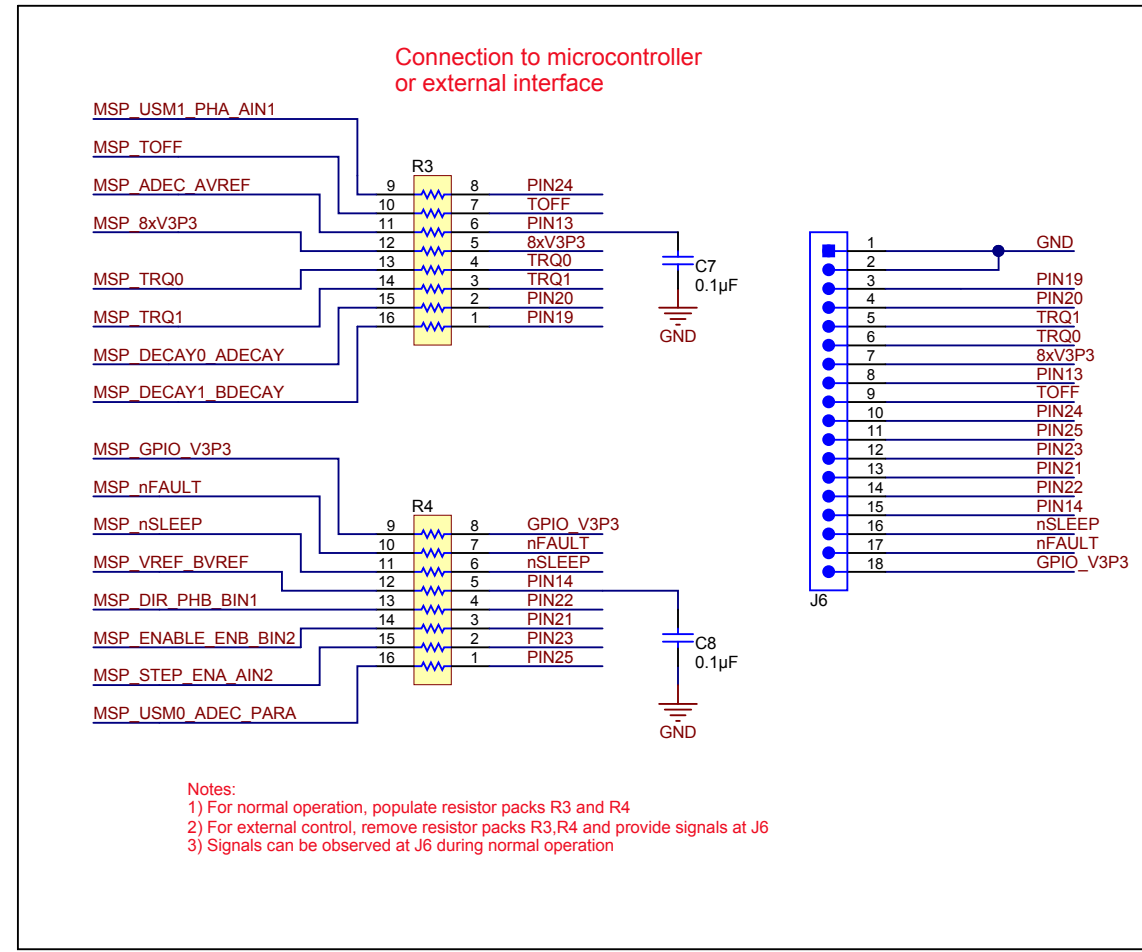 Connection to microcontroller
or external interface
MSP_USM1_PHA_AIN1
MSP_TOFF
MSP_ADEC_AVREF
MSP_8xV3P3
MSP_TRQ0
MSP_TRQ1
MSP_DECAY0_ADECAY
MSP_DECAY1_BDECAY
R3
9 8 PIN24
10 7 TOFF
11 6 PIN13
12 5 8xV3P3
13 4 TRQ0
14 3 TRQ1
15 2 PIN20
16 1 PIN19
C7
0.1µF
GND
MSP_GPIO_V3P3
MSP_nFAULT
MSP_nSLEEP
MSP_VREF_BVREF
MSP_DIR_PHB_BIN1
MSP_ENABLE_ENB_BIN2
MSP_STEP_ENA_AIN2
MSP_USM0_ADEC_PARA
R4
9 8 GPIO_V3P3
10 7 nFAULT
11 6 nSLEEP
12 5 PIN14
13 4 PIN22
14 3 PIN21
15 2 PIN23
16 1 PIN25
C8
0.1µF
GND
1 GND
2
3 PIN19
4 PIN20
5 TRQ1
6 TRQ0
7 8xV3P3
8 PIN13
9 TOFF
10 PIN24
11 PIN25
12 PIN23
13 PIN21
14 PIN22
15 PIN14
16 nSLEEP
17 nFAULT
18 GPIO_V3P3
J6
Notes:
1) For normal operation, populate resistor packs R3 and R4
2) For external control, remove resistor packs R3,R4 and provide signals at J6
3) Signals can be observed at J6 during normal operation